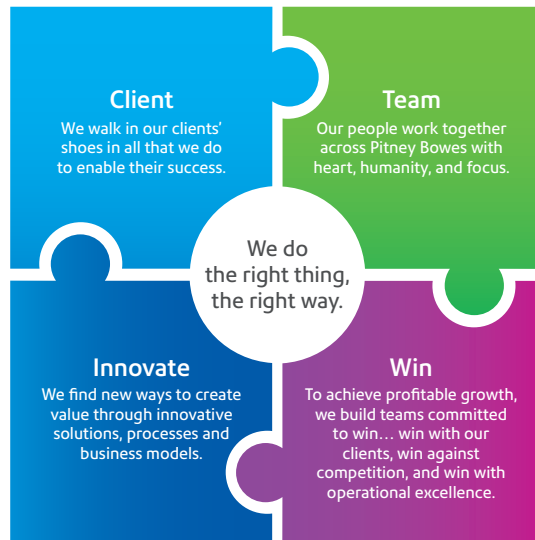 Client
We walk in our clients'
shoes in all that we do
to enable their success.
Team
Our people work together
across Pitney Bowes with
heart, humanity, and focus.
We do
the right thing,
the right way.
Innovate
We find new ways to create
value through innovative
solutions, processes and
business models.
Win
To achieve profitable growth,
we build teams committed
to win... win with our
clients, win against
competition, and win with
operational excellence.